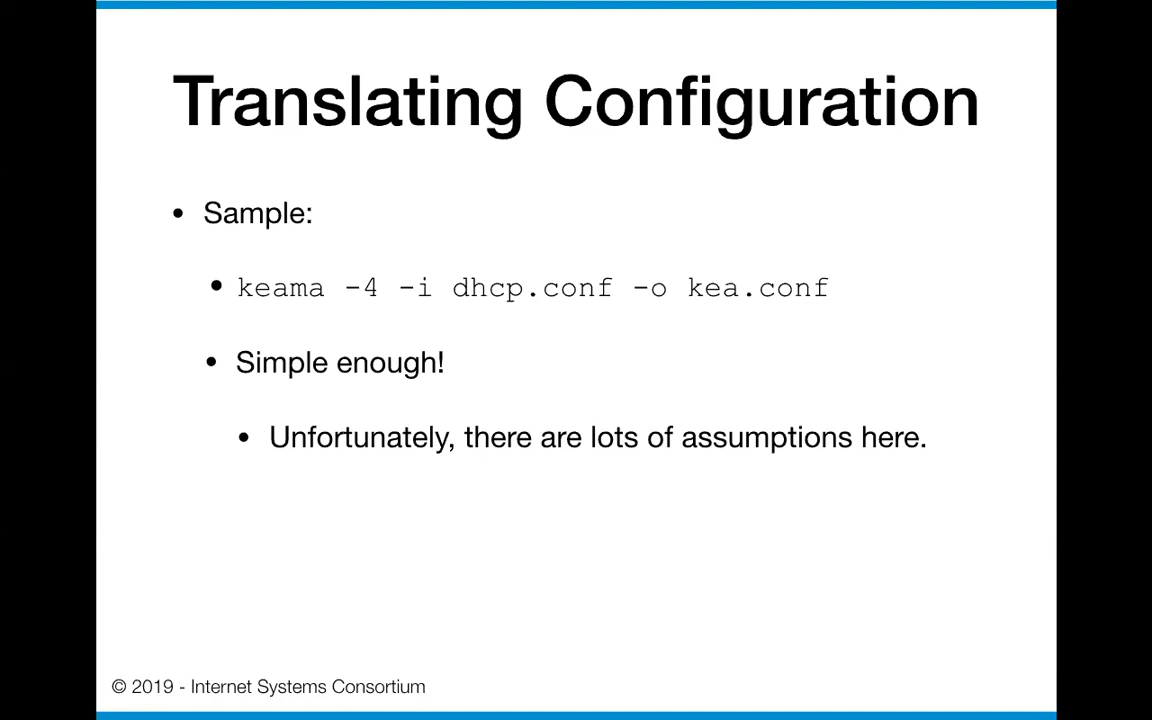 Translating Configuration
• Sample:
• keama -4 -i dhcp.conf -o kea.conf
• Simple enough!
• Unfortunately, there are lots of assumptions here.
© 2019 - Internet Systems Consortium